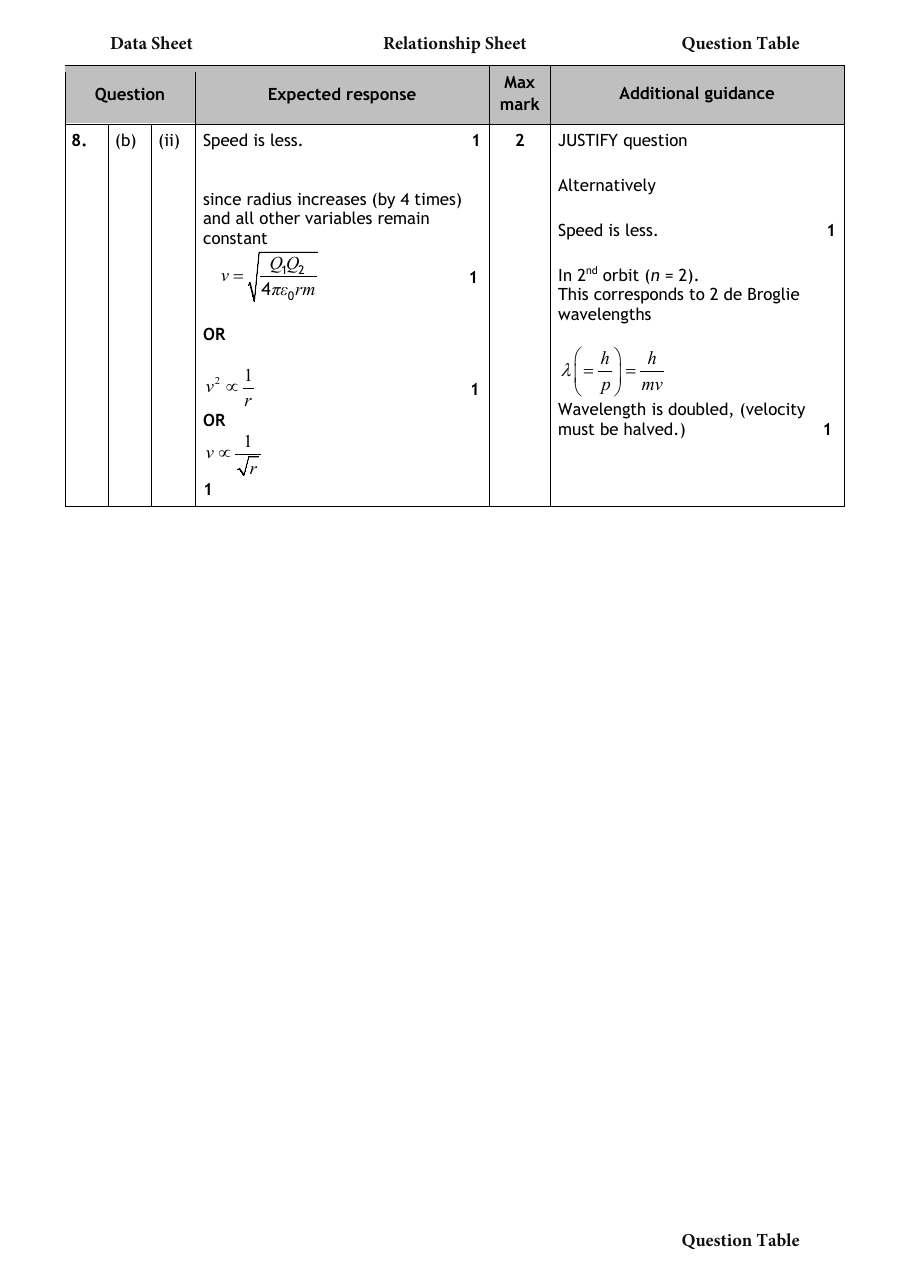 Data Sheet Relationship Sheet Question Table
Question Expected response Max mark Additional guidance
8. (b) (ii) Speed is less. 1 2 JUSTIFY question
since radius increases (by 4 times)
and all other variables remain
constant
v = √(Q₁Q₂ / 4πε₀rm) 1
OR
v² ∝ 1/r 1
OR
v ∝ 1/√r
1
Alternatively
Speed is less. 1
In 2nd orbit (n = 2).
This corresponds to 2 de Broglie
wavelengths
λ(= h/p) = h/mv
Wavelength is doubled, (velocity
must be halved.) 1
Question Table